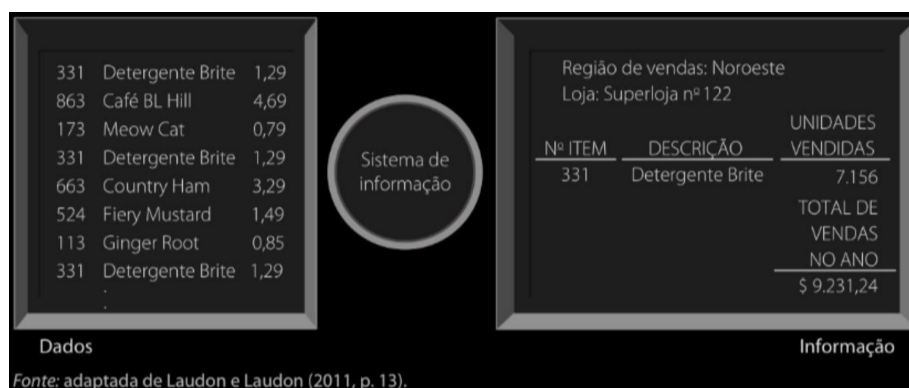 331 Detergente Brite 1,29
863 Café BL Hill 4,69
173 Meow Cat 0,79
331 Detergente Brite 1,29
663 Country Ham 3,29
524 Fiery Mustard 1,49
113 Ginger Root 0,85
331 Detergente Brite 1,29
:
Dados
Sistema de
informação
Região de vendas: Noroeste
Loja: Superloja nº 122
UNIDADES
Nº ITEM DESCRIÇÃO VENDIDAS
331 Detergente Brite 7.156
TOTAL DE
VENDAS
NO ANO
$ 9.231,24
Informação
Fonte: adaptada de Laudon e Laudon (2011, p. 13).